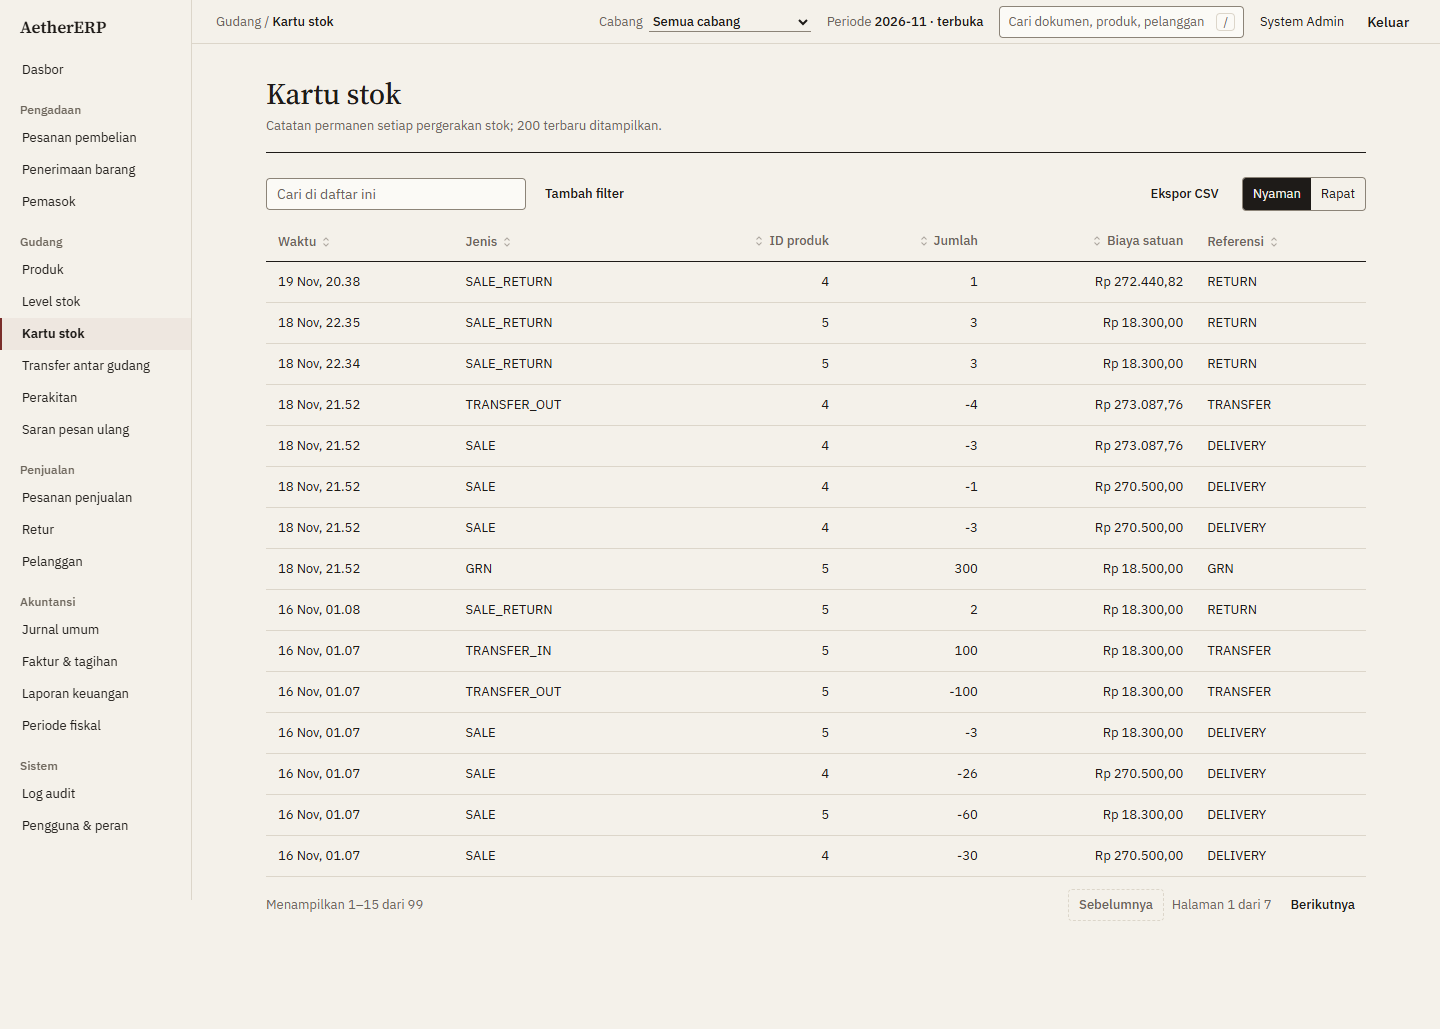 AetherERP
Dasbor
Pengadaan
Pesanan pembelian
Penerimaan barang
Pemasok
Gudang
Produk
Level stok
Kartu stok
Transfer antar gudang
Perakitan
Saran pesan ulang
Penjualan
Pesanan penjualan
Retur
Pelanggan
Akuntansi
Jurnal umum
Faktur & tagihan
Laporan keuangan
Periode fiskal
Sistem
Log audit
Pengguna & peran
Gudang / Kartu stok
Cabang Semua cabang Periode 2026-11 · terbuka Cari dokumen, produk, pelanggan / System Admin Keluar
Kartu stok
Catatan permanen setiap pergerakan stok; 200 terbaru ditampilkan.
Cari di daftar ini Tambah filter Ekspor CSV Nyaman Rapat
Waktu Jenis ID produk Jumlah Biaya satuan Referensi
19 Nov, 20.38 SALE_RETURN 4 1 Rp 272.440,82 RETURN
18 Nov, 22.35 SALE_RETURN 5 3 Rp 18.300,00 RETURN
18 Nov, 22.34 SALE_RETURN 5 3 Rp 18.300,00 RETURN
18 Nov, 21.52 TRANSFER_OUT 4 -4 Rp 273.087,76 TRANSFER
18 Nov, 21.52 SALE 4 -3 Rp 273.087,76 DELIVERY
18 Nov, 21.52 SALE 4 -1 Rp 270.500,00 DELIVERY
18 Nov, 21.52 SALE 4 -3 Rp 270.500,00 DELIVERY
18 Nov, 21.52 GRN 5 300 Rp 18.500,00 GRN
16 Nov, 01.08 SALE_RETURN 5 2 Rp 18.300,00 RETURN
16 Nov, 01.07 TRANSFER_IN 5 100 Rp 18.300,00 TRANSFER
16 Nov, 01.07 TRANSFER_OUT 5 -100 Rp 18.300,00 TRANSFER
16 Nov, 01.07 SALE 5 -3 Rp 18.300,00 DELIVERY
16 Nov, 01.07 SALE 4 -26 Rp 270.500,00 DELIVERY
16 Nov, 01.07 SALE 5 -60 Rp 18.300,00 DELIVERY
16 Nov, 01.07 SALE 4 -30 Rp 270.500,00 DELIVERY
Menampilkan 1–15 dari 99 Sebelumnya Halaman 1 dari 7 Berikutnya